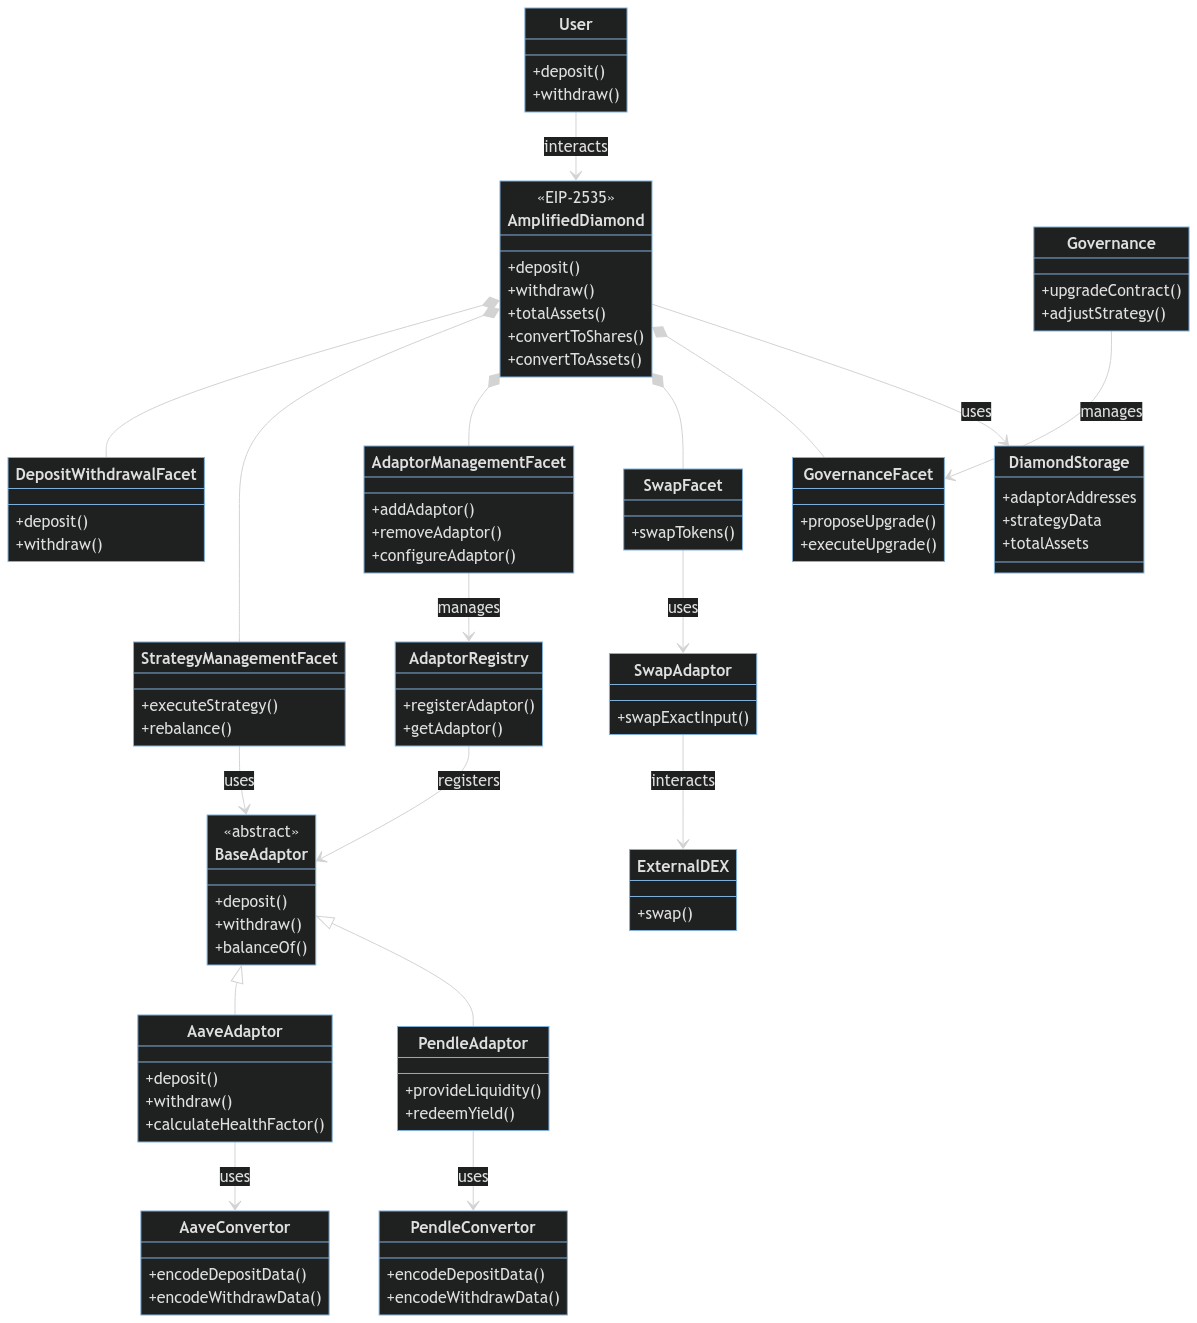 User
+deposit()
+withdraw()
interacts
«EIP-2535»
AmplifiedDiamond
+deposit()
+withdraw()
+totalAssets()
+convertToShares()
+convertToAssets()
Governance
+upgradeContract()
+adjustStrategy()
uses
manages
DepositWithdrawalFacet
+deposit()
+withdraw()
AdaptorManagementFacet
+addAdaptor()
+removeAdaptor()
+configureAdaptor()
SwapFacet
+swapTokens()
GovernanceFacet
+proposeUpgrade()
+executeUpgrade()
DiamondStorage
+adaptorAddresses
+strategyData
+totalAssets
manages
uses
StrategyManagementFacet
+executeStrategy()
+rebalance()
AdaptorRegistry
+registerAdaptor()
+getAdaptor()
SwapAdaptor
+swapExactInput()
uses
registers
interacts
«abstract»
BaseAdaptor
+deposit()
+withdraw()
+balanceOf()
ExternalDEX
+swap()
AaveAdaptor
+deposit()
+withdraw()
+calculateHealthFactor()
PendleAdaptor
+provideLiquidity()
+redeemYield()
uses
uses
AaveConvertor
+encodeDepositData()
+encodeWithdrawData()
PendleConvertor
+encodeDepositData()
+encodeWithdrawData()